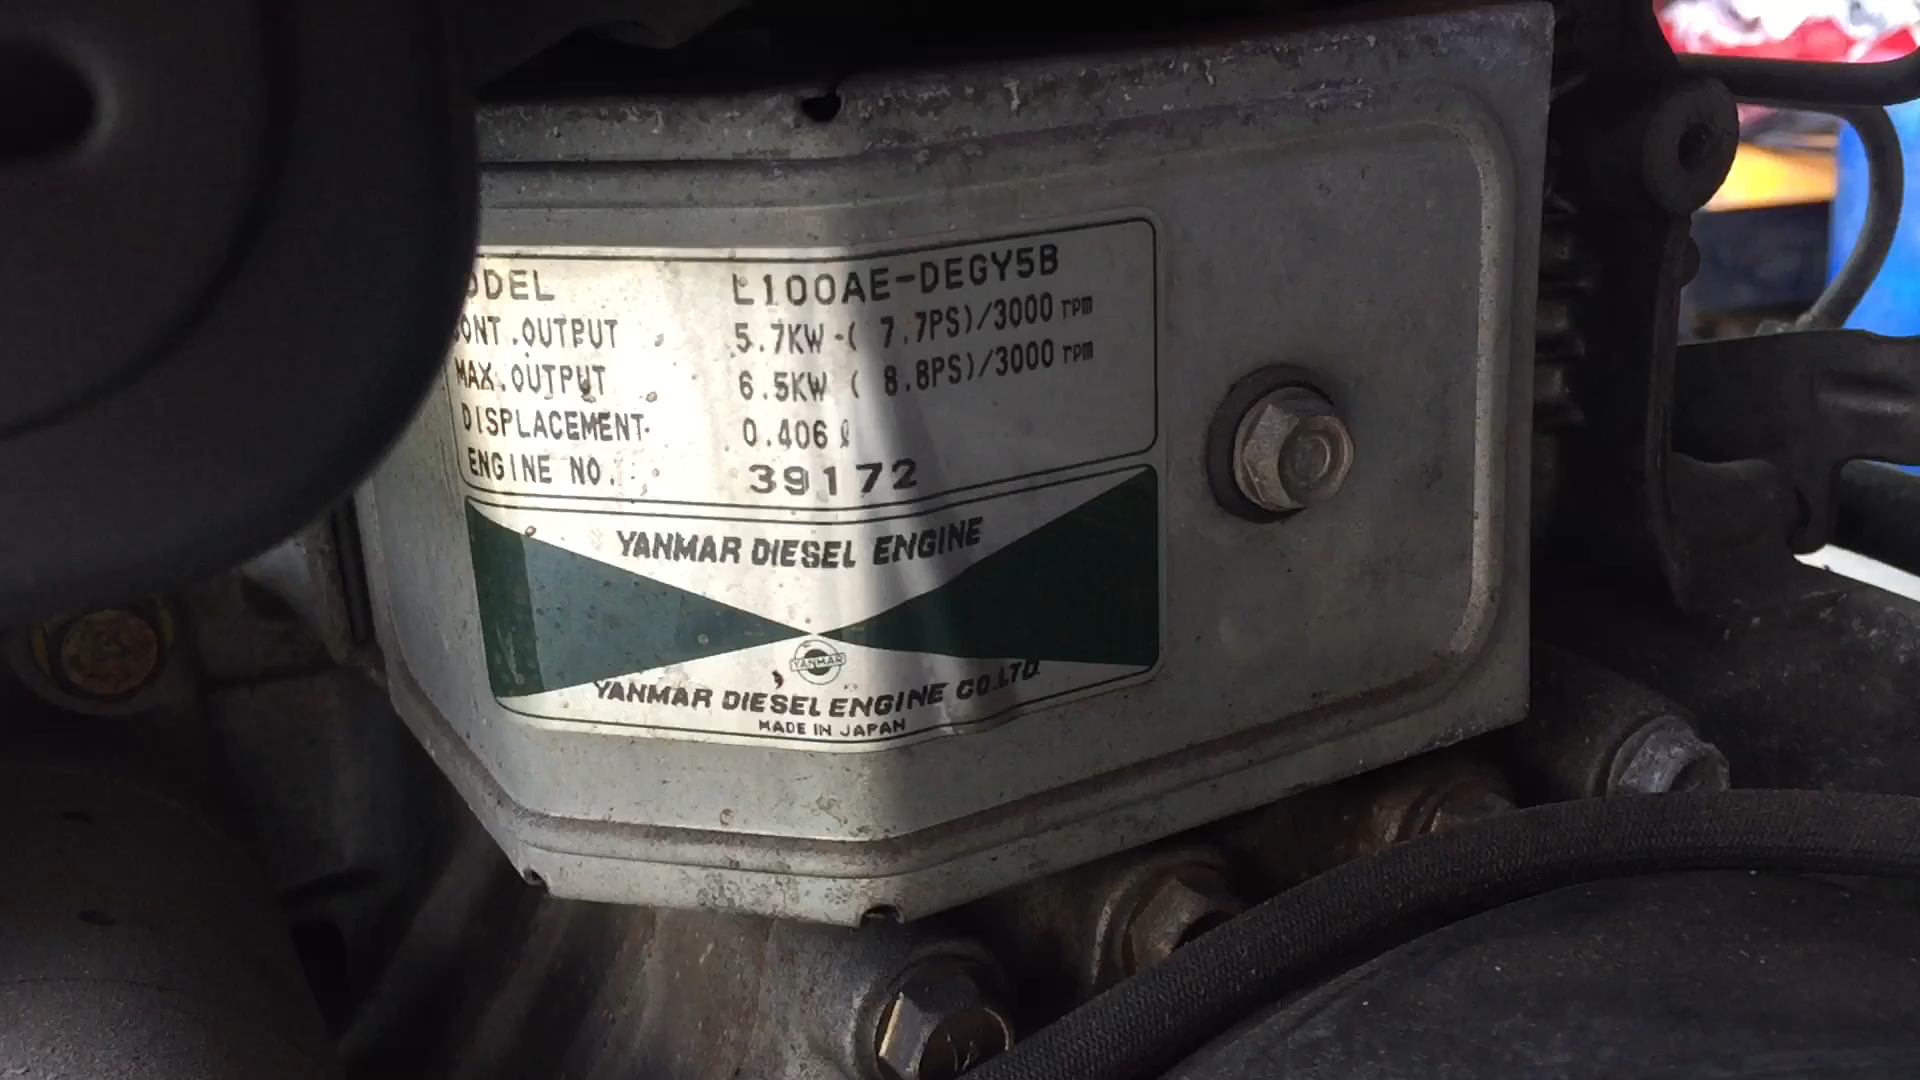 ODEL L100AE-DEGY5B
ONT.OUTPUT 5.7KW ( 7.7PS)/3000 rpm
MAX.OUTPUT 6.5KW ( 8.8PS)/3000 rpm
DISPLACEMENT 0.406 ℓ
ENGINE NO. 39172
YANMAR DIESEL ENGINE
YANMAR
YANMAR DIESEL ENGINE CO.LTD.
MADE IN JAPAN